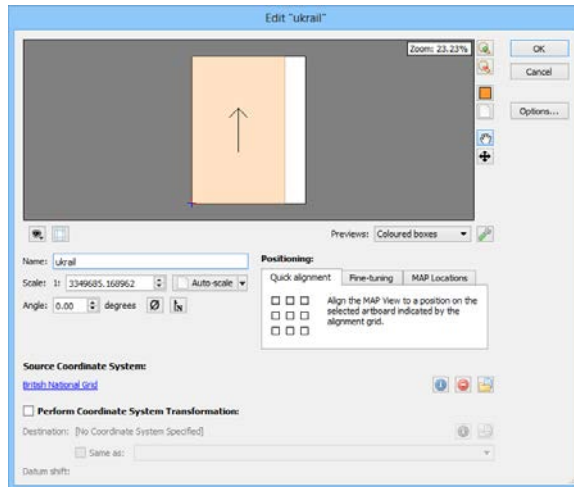 Edit "ukrail"
Zoom: 23.23%
OK
Cancel
Options...
Previews: Coloured boxes
Name: ukrail
Positioning:
Scale: 1: 3349685.168962 Auto-scale
Quick alignment Fine-tuning MAP Locations
Angle: 0.00 degrees Ø N
Align the MAP View to a position on the
selected artboard indicated by the
alignment grid.
Source Coordinate System:
British National Grid
Perform Coordinate System Transformation:
Destination: [No Coordinate System Specified]
Same as:
Datum shift: